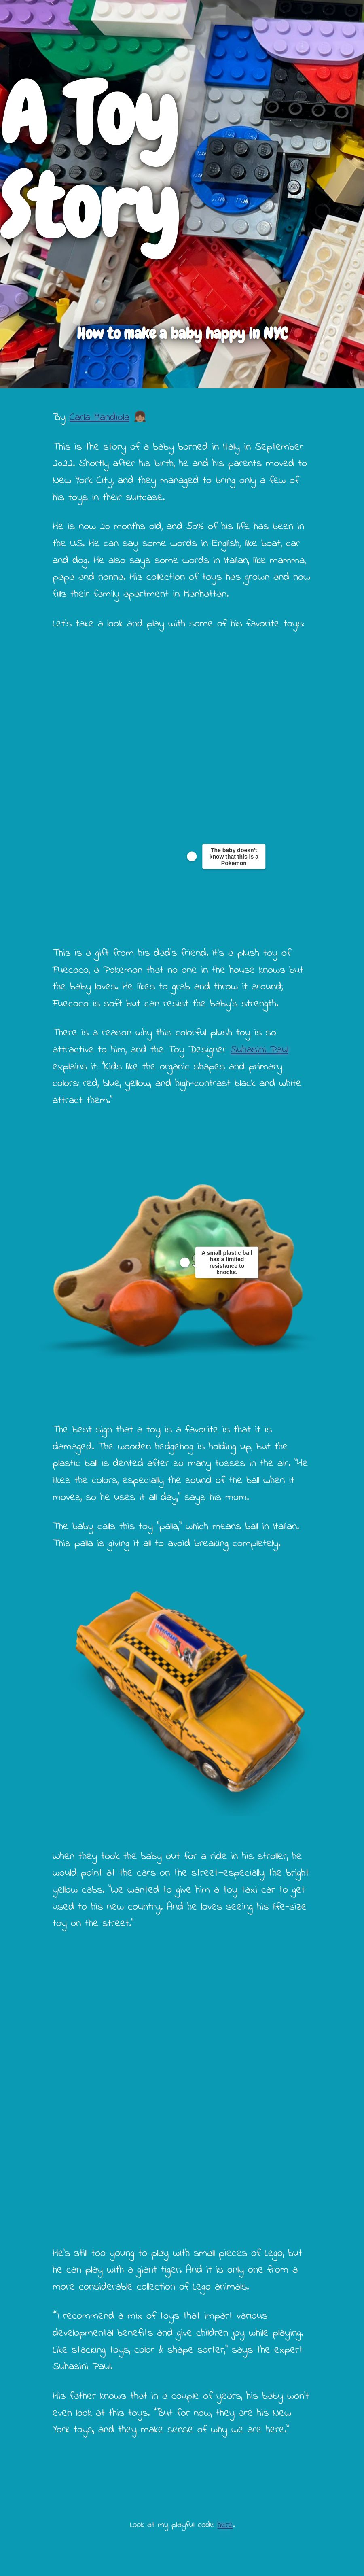 A Toy
Story
How to make a baby happy in NYC
By Carla Mandiola 👧🏽
This is the story of a baby borned in Italy in September
2022. Shortly after his birth, he and his parents moved to
New York City, and they managed to bring only a few of
his toys in their suitcase.
He is now 20 months old, and 50% of his life has been in
the U.S. He can say some words in English, like boat, car
and dog. He also says some words in Italian, like mamma,
papa and nonna. His collection of toys has grown and now
fills their family apartment in Manhattan.
Let's take a look and play with some of his favorite toys:
The baby doesn't
know that this is a
Pokemon
This is a gift from his dad's friend. It's a plush toy of
Fuecoco, a Pokemon that no one in the house knows but
the baby loves. He likes to grab and throw it around;
Fuecoco is soft but can resist the baby's strength.
There is a reason why this colorful plush toy is so
attractive to him, and the Toy Designer Suhasini Paul
explains it "Kids like the organic shapes and primary
colors: red, blue, yellow, and high-contrast black and white
attract them."
A small plastic ball
has a limited
resistance to
knocks.
The best sign that a toy is a favorite is that it is
damaged. The wooden hedgehog is holding up, but the
plastic ball is dented after so many tosses in the air. "He
likes the colors, especially the sound of the ball when it
moves, so he uses it all day," says his mom.
The baby calls this toy "palla," which means ball in Italian.
This palla is giving it all to avoid breaking completely.
When they took the baby out for a ride in his stroller, he
would point at the cars on the street—especially the bright
yellow cabs. "We wanted to give him a toy taxi car to get
used to his new country. And he loves seeing his life-size
toy on the street."
He's still too young to play with small pieces of Lego, but
he can play with a giant tiger. And it is only one from a
more considerable collection of Lego animals.
""I recommend a mix of toys that impart various
developmental benefits and give children joy while playing.
Like stacking toys, color & shape sorter," says the expert
Suhasini Paul.
His father knows that in a couple of years, his baby won't
even look at this toys. "But for now, they are his New
York toys, and they make sense of why we are here."
Look at my playful code here.